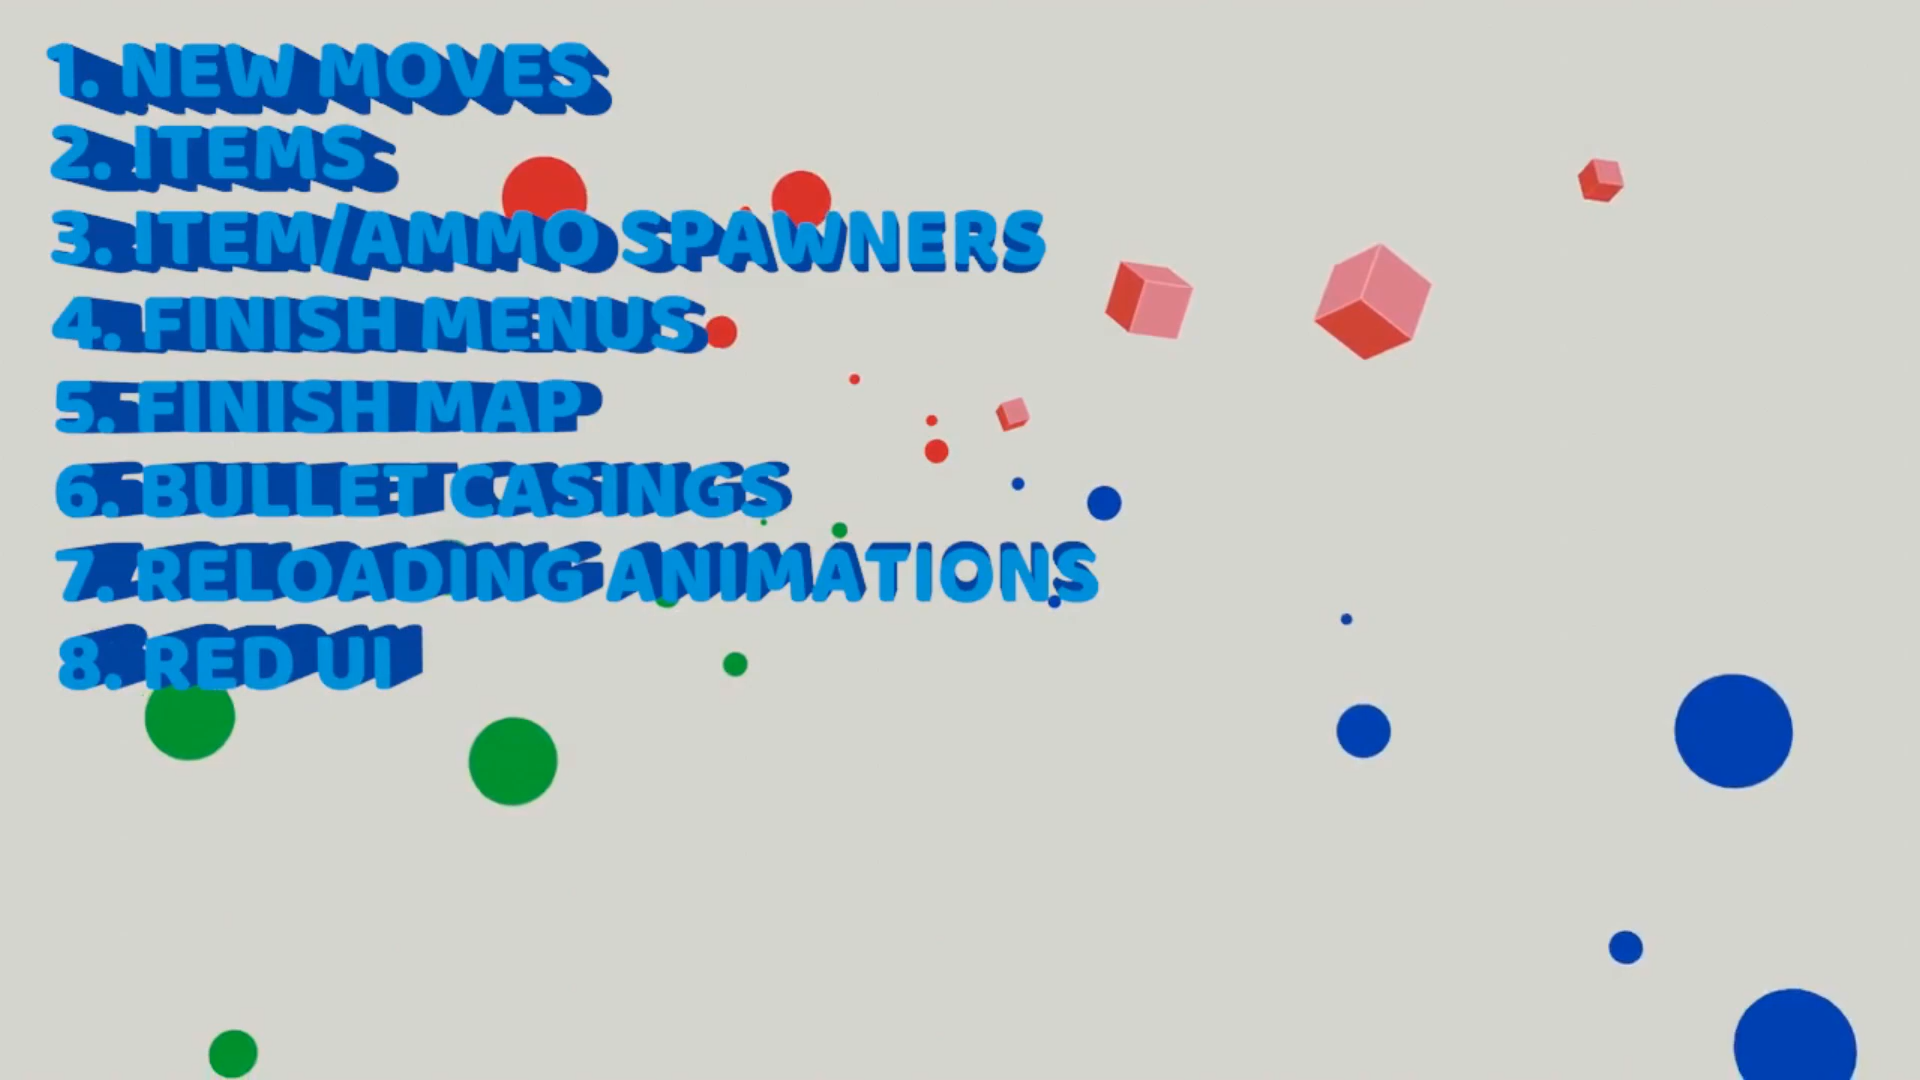 1. NEW MOVES
2. ITEMS
3. ITEM/AMMO SPAWNERS
4. FINISH MENUS
5. FINISH MAP
6. BULLET CASINGS
7. RELOADING ANIMATIONS
8. RED UI